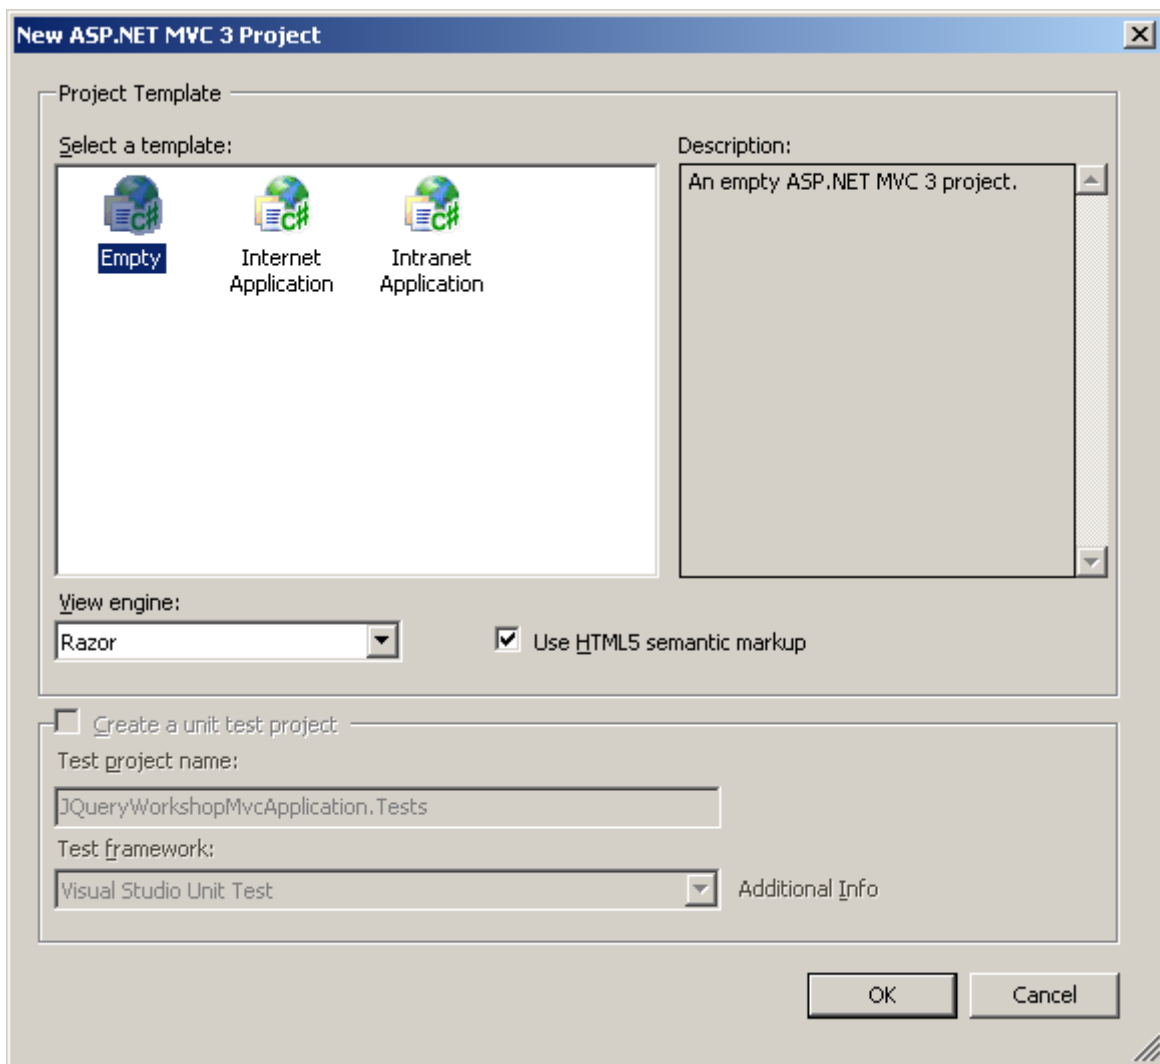 New ASP.NET MVC 3 Project
Project Template
Select a template:
Description:
C#
Empty
C#
Internet
Application
C#
Intranet
Application
An empty ASP.NET MVC 3 project.
View engine:
Razor
Use HTML5 semantic markup
Create a unit test project
Test project name:
JQueryWorkshopMvcApplication.Tests
Test framework:
Visual Studio Unit Test
Additional Info
OK
Cancel